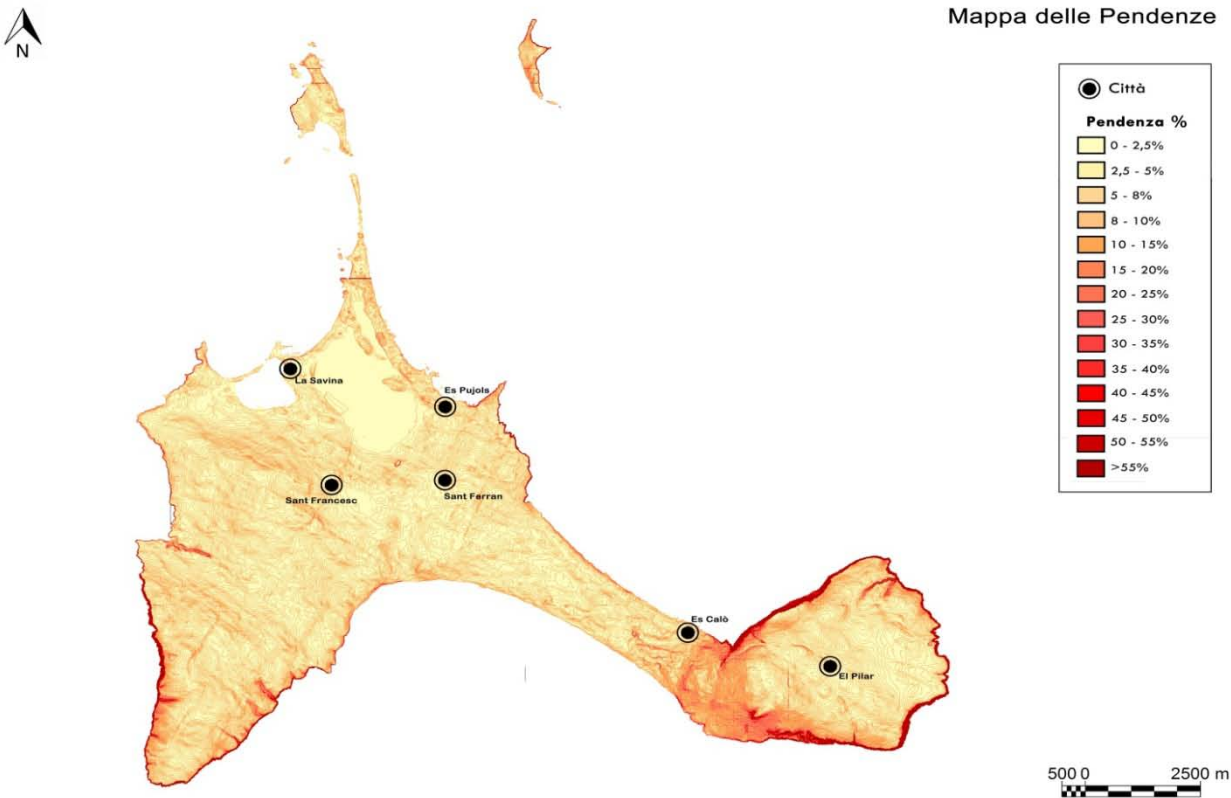 Mappa delle Pendenze
N
Città
Pendenza %
0 - 2,5%
2,5 - 5%
5 - 8%
8 - 10%
10 - 15%
15 - 20%
20 - 25%
25 - 30%
30 - 35%
35 - 40%
40 - 45%
45 - 50%
50 - 55%
>55%
La Savina
Es Pujols
Sant Francesc
Sant Ferran
Es Calò
El Pilar
500 0 2500 m